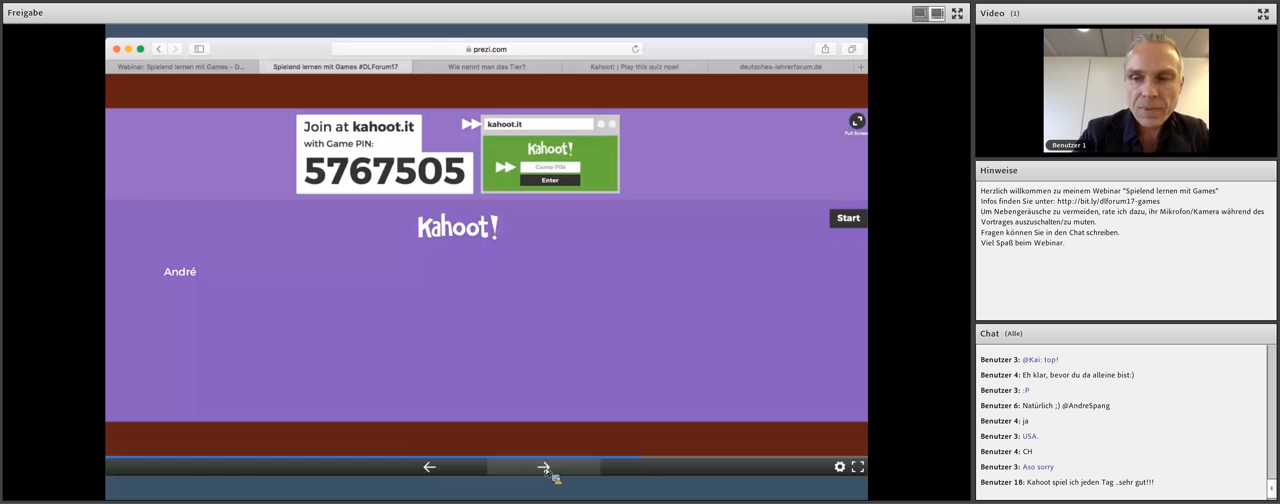 Freigabe
prezi.com
Webinar: Spielend lernen mit Games - D...
Spielend lernen mit Games #DLForum17
Wie nennt man das Tier?
Kahoot! | Play this quiz now!
deutsches-lehrerforum.de
Join at kahoot.it
with Game PIN:
5767505
kahoot.it
Kahoot!
Game PIN
Enter
Full Screen
Kahoot!
Start
André
Video (1)
Benutzer 1
Hinweise
Herzlich willkommen zu meinem Webinar "Spielend lernen mit Games"
Infos finden Sie unter: http://bit.ly/dlforum17-games
Um Nebengeräusche zu vermeiden, rate ich dazu, ihr Mikrofon/Kamera während des
Vortrages auszuschalten/zu muten.
Fragen können Sie in den Chat schreiben.
Viel Spaß beim Webinar.
Chat (Alle)
Benutzer 3: @Kai: top!
Benutzer 4: Eh klar, bevor du da alleine bist:)
Benutzer 3: :P
Benutzer 6: Natürlich ;) @AndreSpang
Benutzer 4: ja
Benutzer 3: USA.
Benutzer 4: CH
Benutzer 3: Aso sorry
Benutzer 18: Kahoot spiel ich jeden Tag ..sehr gut!!!